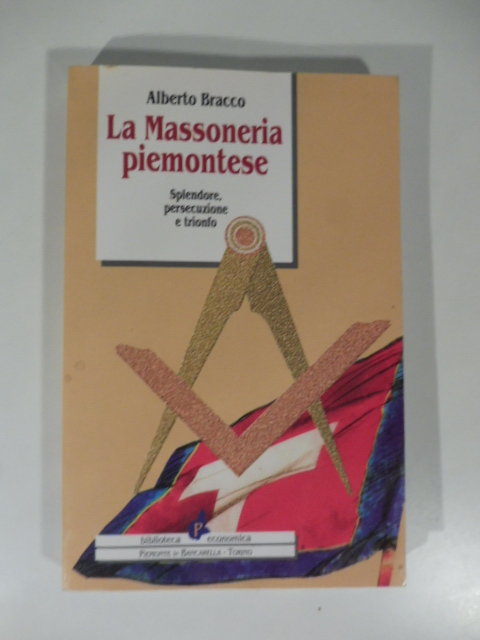 Alberto Bracco
La Massoneria
piemontese
Splendore,
persecuzione
e trionfo
biblioteca P economica
PIEMONTE IN BANCARELLA - TORINO